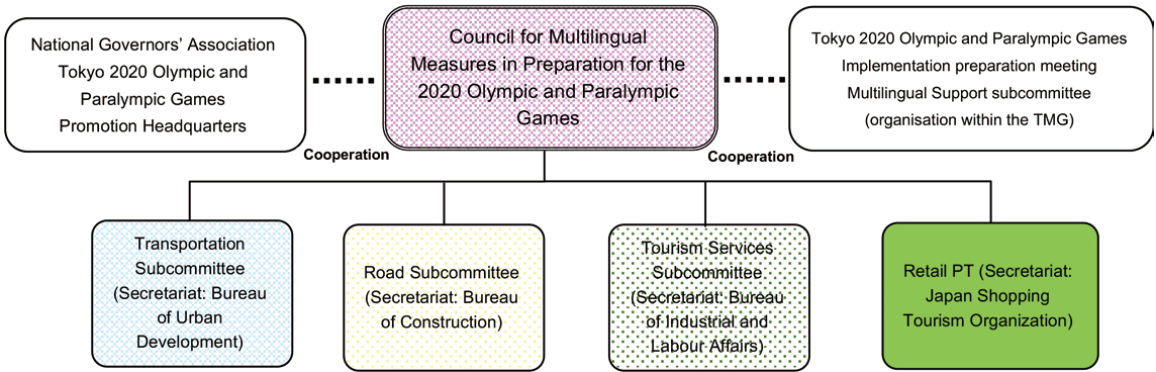 National Governors' Association
Tokyo 2020 Olympic and
Paralympic Games
Promotion Headquarters
Council for Multilingual
Measures in Preparation for the
2020 Olympic and Paralympic
Games
Tokyo 2020 Olympic and Paralympic Games
Implementation preparation meeting
Multilingual Support subcommittee
(organisation within the TMG)
Cooperation
Cooperation
Transportation
Subcommittee
(Secretariat: Bureau
of Urban
Development)
Road Subcommittee
(Secretariat: Bureau
of Construction)
Tourism Services
Subcommittee
(Secretariat: Bureau
of Industrial and
Labour Affairs)
Retail PT (Secretariat:
Japan Shopping
Tourism Organization)